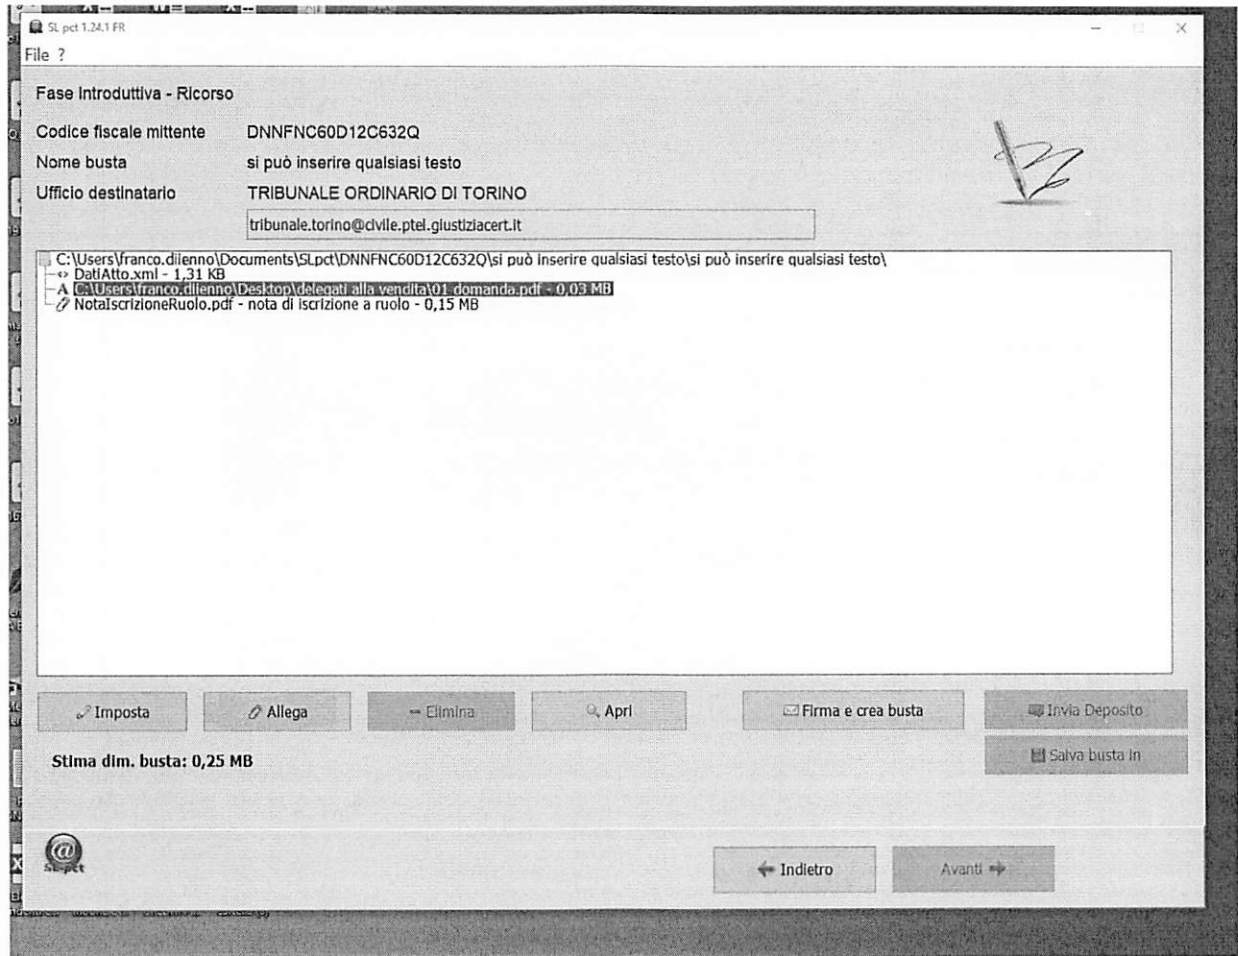 SL pct 1.24.1 FR
File ?
Fase Introduttiva - Ricorso
Codice fiscale mittente DNNFNC60D12C632Q
Nome busta si può inserire qualsiasi testo
Ufficio destinatario TRIBUNALE ORDINARIO DI TORINO
tribunale.torino@civile.ptel.giustiziacert.it
C:\Users\franco.diienno\Documents\SLpct\DNNFNC60D12C632Q\si può inserire qualsiasi testo\si può inserire qualsiasi testo\
DatiAtto.xml - 1,31 KB
A C:\Users\franco.diienno\Desktop\delegati alla vendita\01 domanda.pdf - 0,03 MB
NotaIscrizioneRuolo.pdf - nota di iscrizione a ruolo - 0,15 MB
Imposta Allega Elimina Apri Firma e crea busta Invia Deposito
Stima dim. busta: 0,25 MB
Salva busta in
@
SL pct
Indietro Avanti